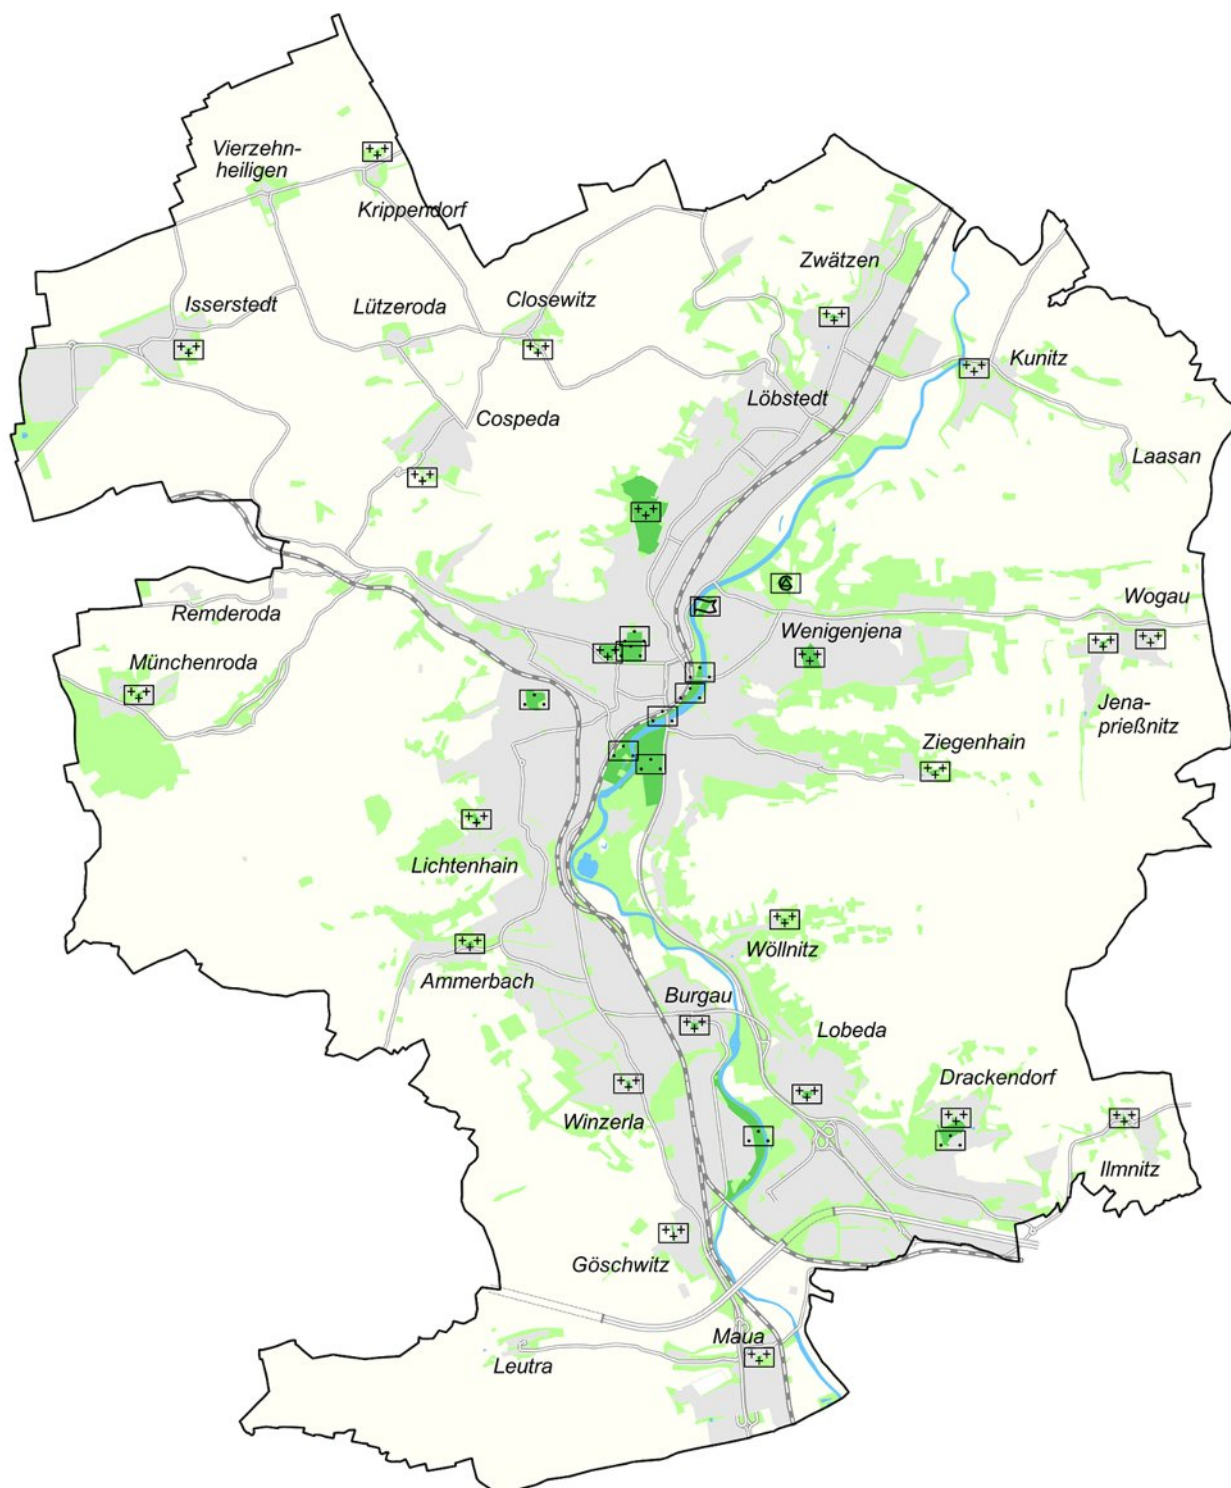 Vierzehn-
heiligen
Krippendorf
Zwätzen
Isserstedt
Lützeroda
Closewitz
Kunitz
Löbstedt
Cospeda
Laasan
Remderoda
Wogau
Wenigenjena
Münchenroda
Jena-
prießnitz
Ziegenhain
Lichtenhain
Wöllnitz
Ammerbach
Burgau
Lobeda
Drackendorf
Winzerla
Ilmnitz
Göschwitz
Maua
Leutra